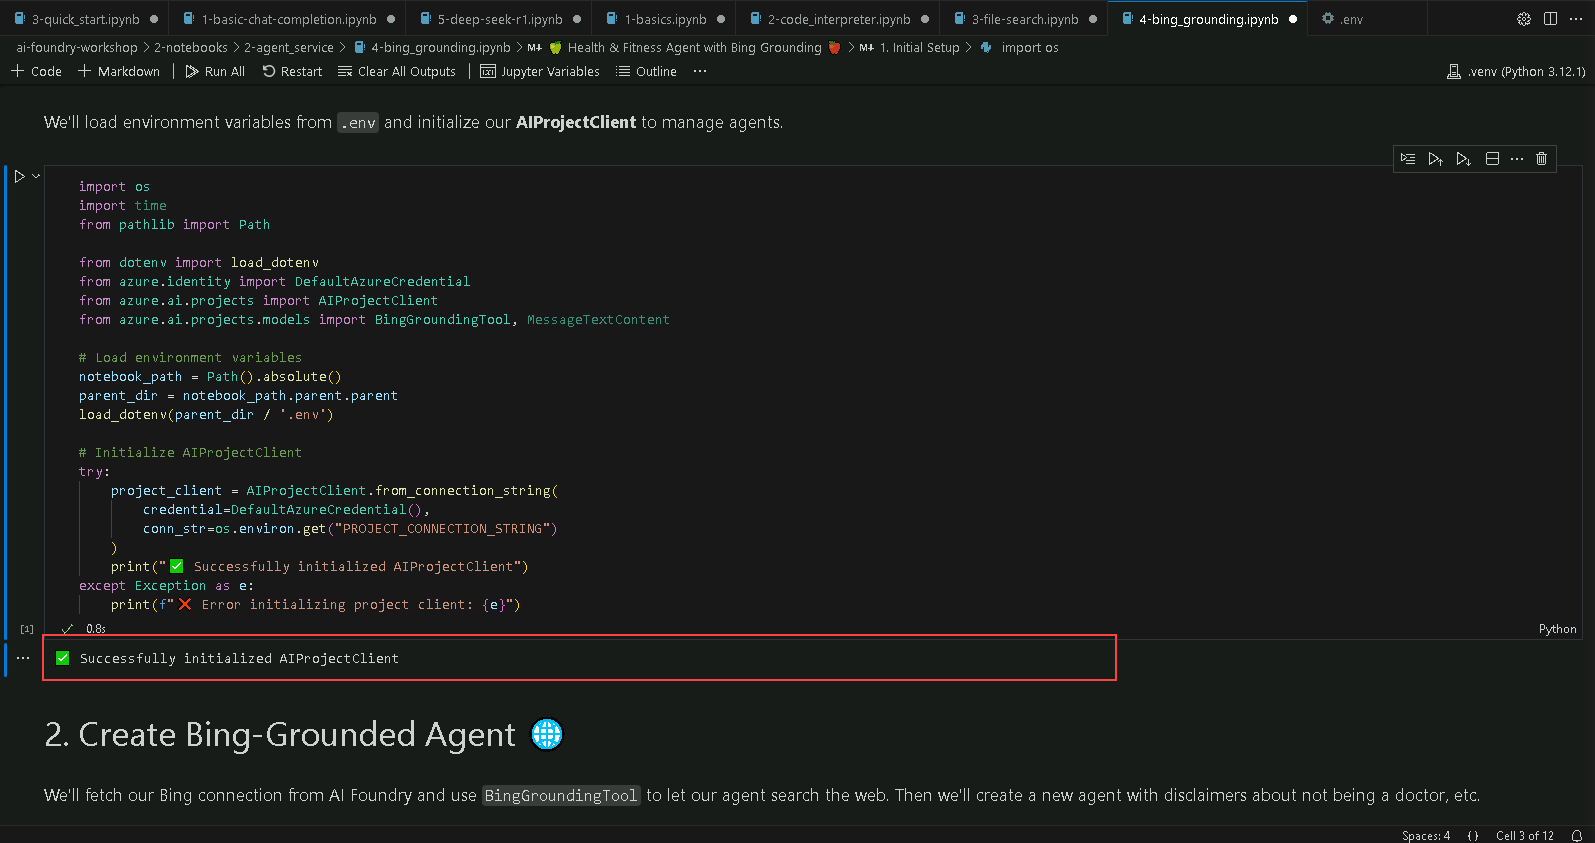 3-quick_start.ipynb 1-basic-chat-completion.ipynb 5-deep-seek-r1.ipynb 1-basics.ipynb 2-code_interpreter.ipynb 3-file-search.ipynb 4-bing_grounding.ipynb .env
ai-foundry-workshop > 2-notebooks > 2-agent_service > 4-bing_grounding.ipynb > M↓ 🍏 Health & Fitness Agent with Bing Grounding 🍎 > M↓ 1. Initial Setup > import os
+ Code + Markdown Run All Restart Clear All Outputs Jupyter Variables Outline ··· .venv (Python 3.12.1)
We'll load environment variables from .env and initialize our AIProjectClient to manage agents.
import os
import time
from pathlib import Path
from dotenv import load_dotenv
from azure.identity import DefaultAzureCredential
from azure.ai.projects import AIProjectClient
from azure.ai.projects.models import BingGroundingTool, MessageTextContent
# Load environment variables
notebook_path = Path().absolute()
parent_dir = notebook_path.parent.parent
load_dotenv(parent_dir / '.env')
# Initialize AIProjectClient
try:
project_client = AIProjectClient.from_connection_string(
credential=DefaultAzureCredential(),
conn_str=os.environ.get("PROJECT_CONNECTION_STRING")
)
print("✅ Successfully initialized AIProjectClient")
except Exception as e:
print(f"❌ Error initializing project client: {e}")
[1] ✓ 0.8s Python
✅ Successfully initialized AIProjectClient
2. Create Bing-Grounded Agent 🌐
We'll fetch our Bing connection from AI Foundry and use BingGroundingTool to let our agent search the web. Then we'll create a new agent with disclaimers about not being a doctor, etc.
Spaces: 4 {} Cell 3 of 12